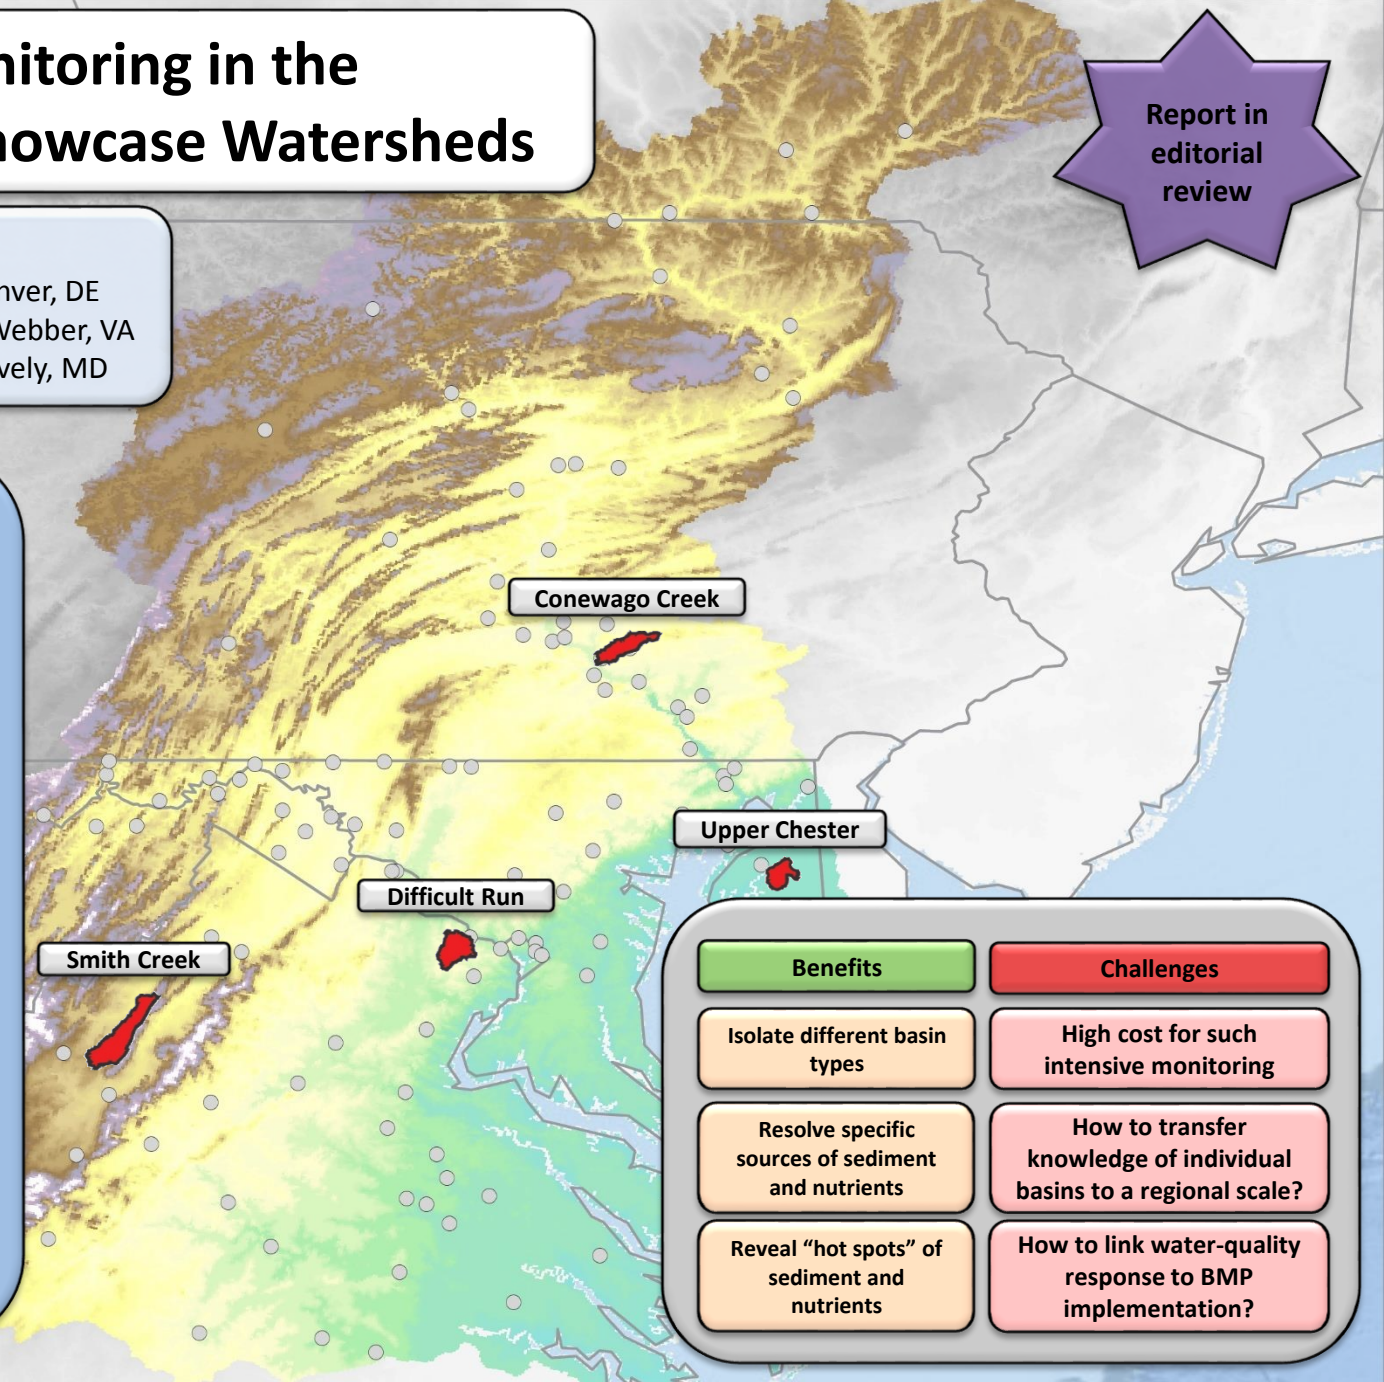 nitoring in the
howcase Watersheds
Report in
editorial
review
nver, DE
Webber, VA
vely, MD
Conewago Creek
Upper Chester
Difficult Run
Smith Creek
Benefits
Challenges
Isolate different basin
types
High cost for such
intensive monitoring
Resolve specific
sources of sediment
and nutrients
How to transfer
knowledge of individual
basins to a regional scale?
Reveal “hot spots” of
sediment and
nutrients
How to link water-quality
response to BMP
implementation?